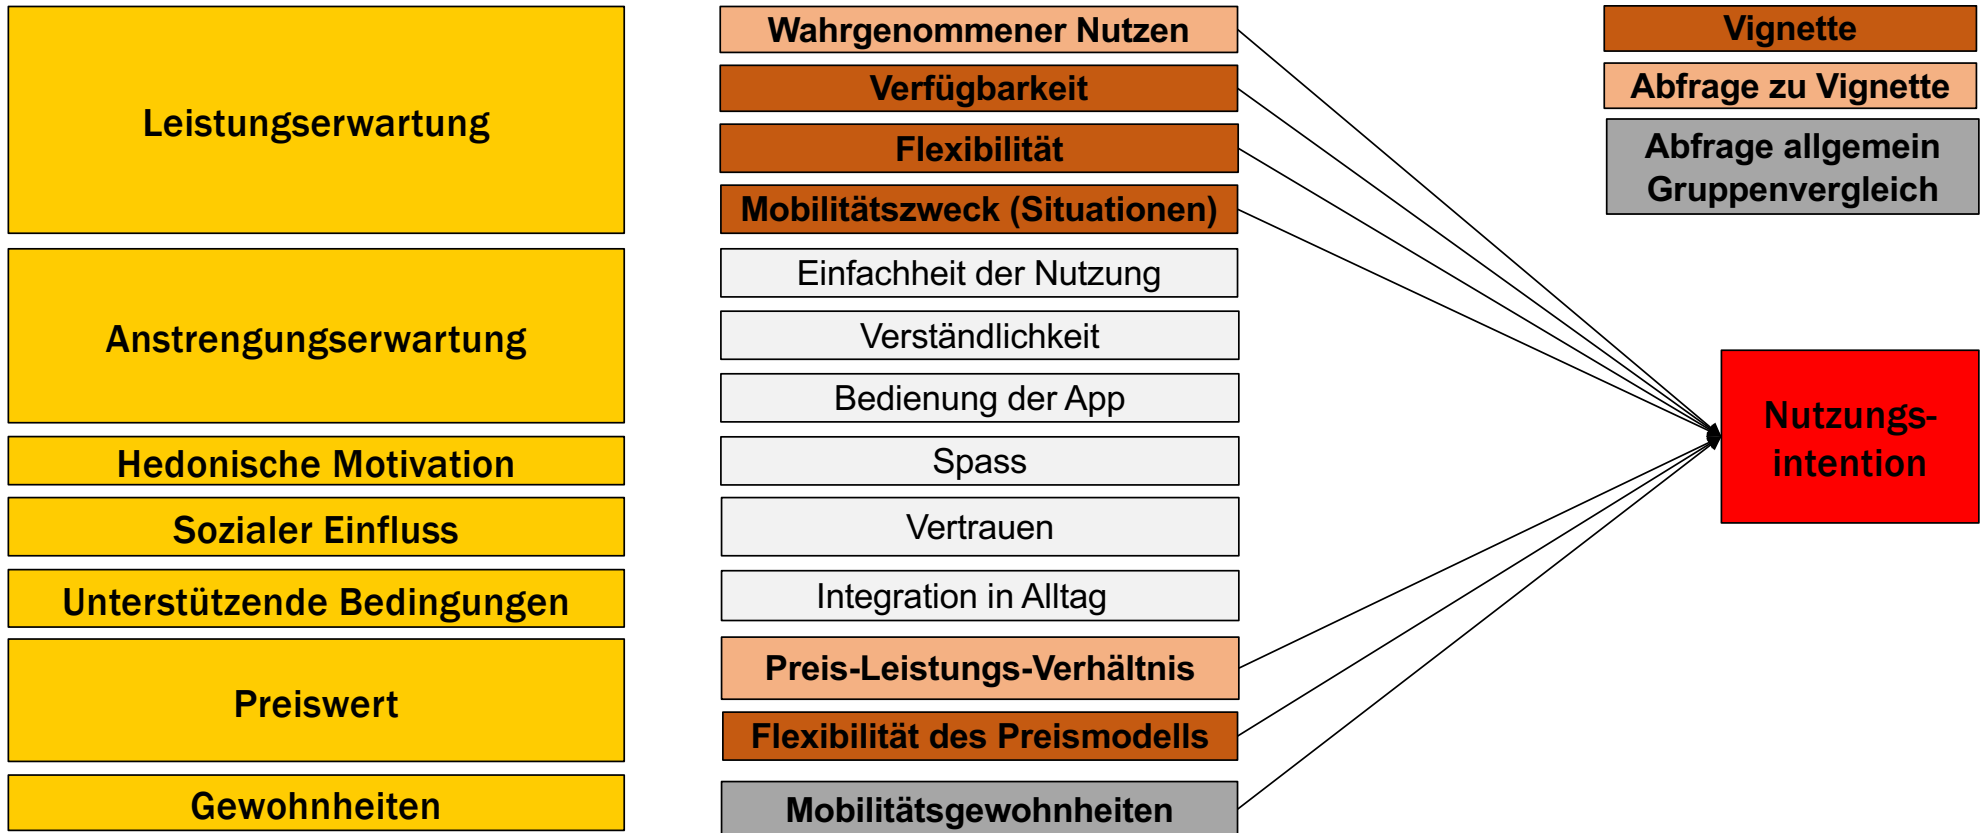 Leistungserwartung
Anstrengungserwartung
Hedonische Motivation
Sozialer Einfluss
Unterstützende Bedingungen
Preiswert
Gewohnheiten
Wahrgenommener Nutzen
Verfügbarkeit
Flexibilität
Mobilitätszweck (Situationen)
Einfachheit der Nutzung
Verständlichkeit
Bedienung der App
Spass
Vertrauen
Integration in Alltag
Preis-Leistungs-Verhältnis
Flexibilität des Preismodells
Mobilitätsgewohnheiten
Vignette
Abfrage zu Vignette
Abfrage allgemein
Gruppenvergleich
Nutzungs-
intention